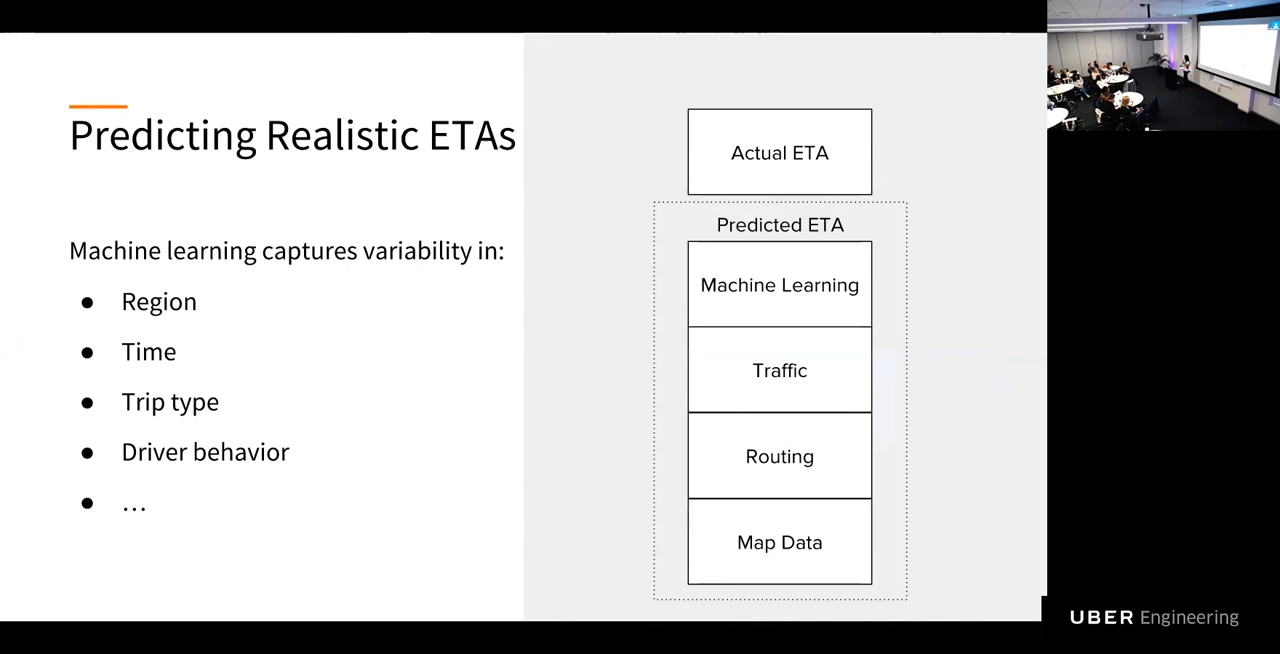 Predicting Realistic ETAs
Machine learning captures variability in:
● Region
● Time
● Trip type
● Driver behavior
● …
Actual ETA
Predicted ETA
Machine Learning
Traffic
Routing
Map Data
UBER Engineering